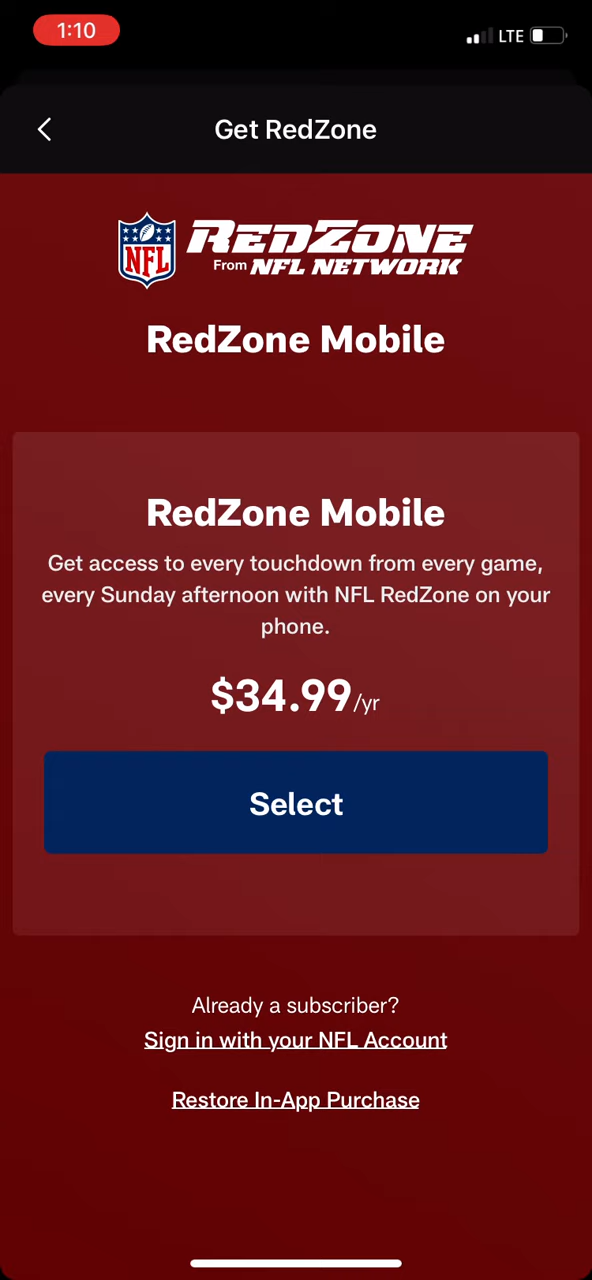 1:10
LTE
Get RedZone
NFL
REDZONE
From NFL NETWORK
RedZone Mobile
RedZone Mobile
Get access to every touchdown from every game,
every Sunday afternoon with NFL RedZone on your
phone.
$34.99/yr
Select
Already a subscriber?
Sign in with your NFL Account
Restore In-App Purchase